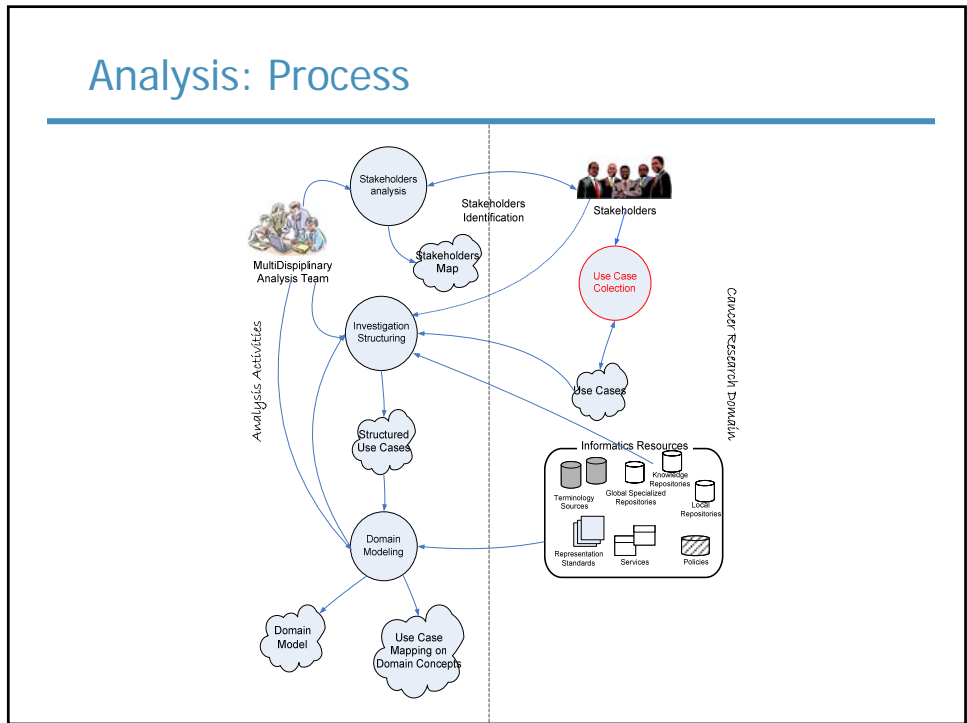 Analysis: Process
Stakeholders
analysis
Stakeholders
Identification
Stakeholders
MultiDispiplinary
Analysis Team
Stakeholders
Map
Use Case
Colection
Investigation
Structuring
Analysis Activities
Cancer Research Domain
Use Cases
Structured
Use Cases
Informatics Resources
Terminology
Sources
Global Specialized
Repositories
Knowledge
Repositories
Local
Repositories
Representation
Standards
Services
Policies
Domain
Modeling
Domain
Model
Use Case
Mapping on
Domain Concepts